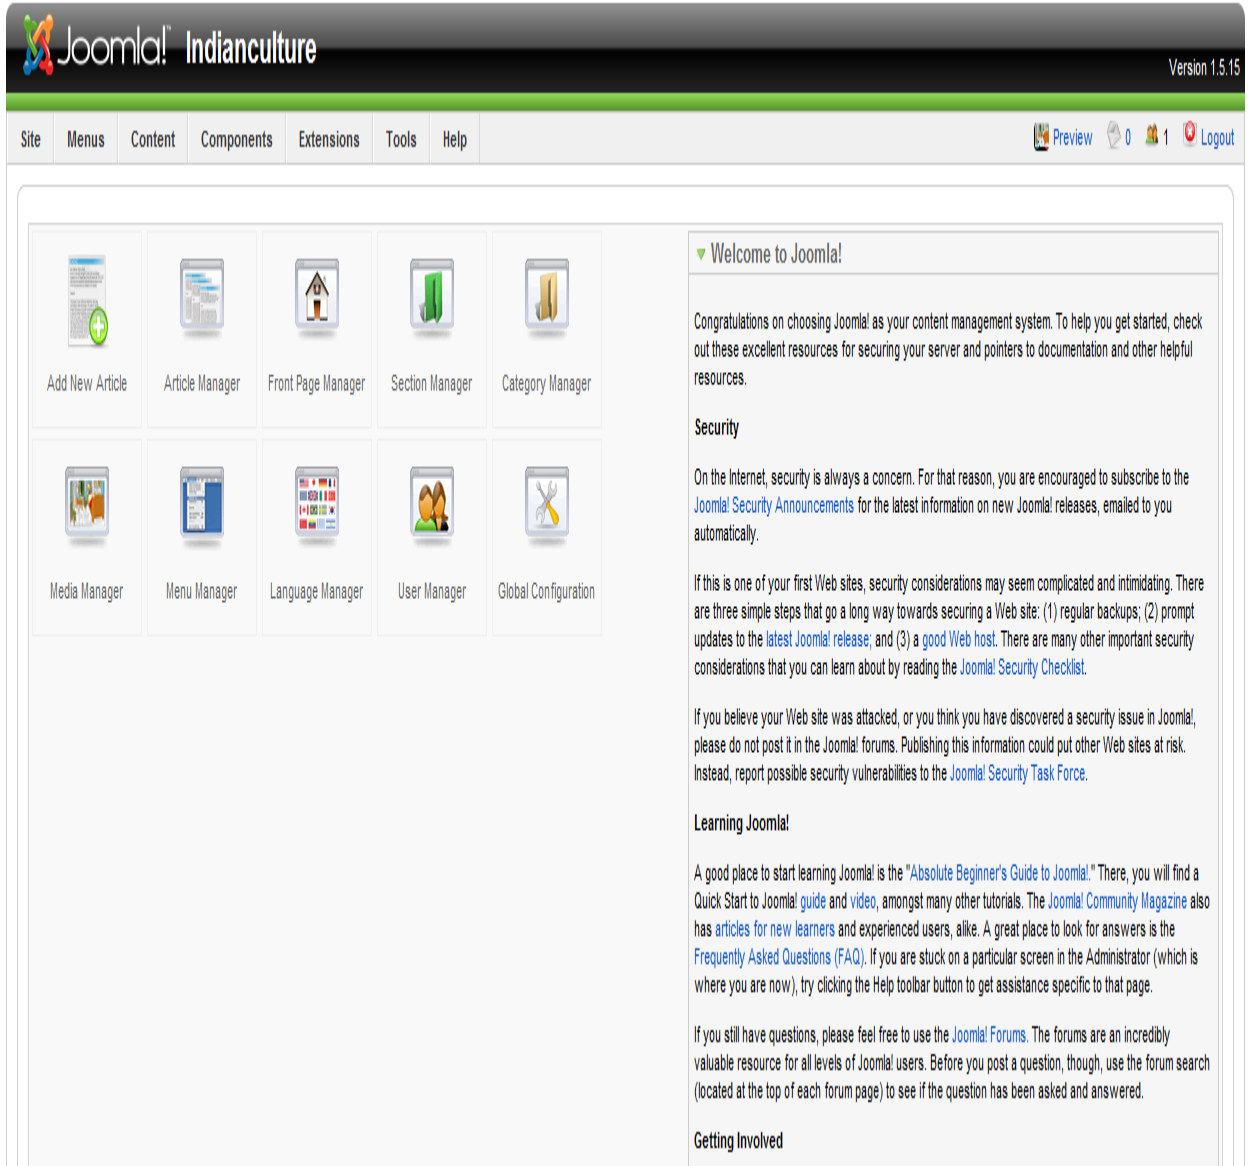 Joomla!™ Indianculture
Version 1.5.15
Site Menus Content Components Extensions Tools Help Preview 0 1 Logout
Add New Article Article Manager Front Page Manager Section Manager Category Manager
Media Manager Menu Manager Language Manager User Manager Global Configuration
Welcome to Joomla!
Congratulations on choosing Joomla! as your content management system. To help you get started, check
out these excellent resources for securing your server and pointers to documentation and other helpful
resources.
Security
On the Internet, security is always a concern. For that reason, you are encouraged to subscribe to the
Joomla! Security Announcements for the latest information on new Joomla! releases, emailed to you
automatically.
If this is one of your first Web sites, security considerations may seem complicated and intimidating. There
are three simple steps that go a long way towards securing a Web site: (1) regular backups; (2) prompt
updates to the latest Joomla! release; and (3) a good Web host. There are many other important security
considerations that you can learn about by reading the Joomla! Security Checklist.
If you believe your Web site was attacked, or you think you have discovered a security issue in Joomla!,
please do not post it in the Joomla! forums. Publishing this information could put other Web sites at risk.
Instead, report possible security vulnerabilities to the Joomla! Security Task Force.
Learning Joomla!
A good place to start learning Joomla! is the "Absolute Beginner's Guide to Joomla!." There, you will find a
Quick Start to Joomla! guide and video, amongst many other tutorials. The Joomla! Community Magazine also
has articles for new learners and experienced users, alike. A great place to look for answers is the
Frequently Asked Questions (FAQ). If you are stuck on a particular screen in the Administrator (which is
where you are now), try clicking the Help toolbar button to get assistance specific to that page.
If you still have questions, please feel free to use the Joomla! Forums. The forums are an incredibly
valuable resource for all levels of Joomla! users. Before you post a question, though, use the forum search
(located at the top of each forum page) to see if the question has been asked and answered.
Getting Involved